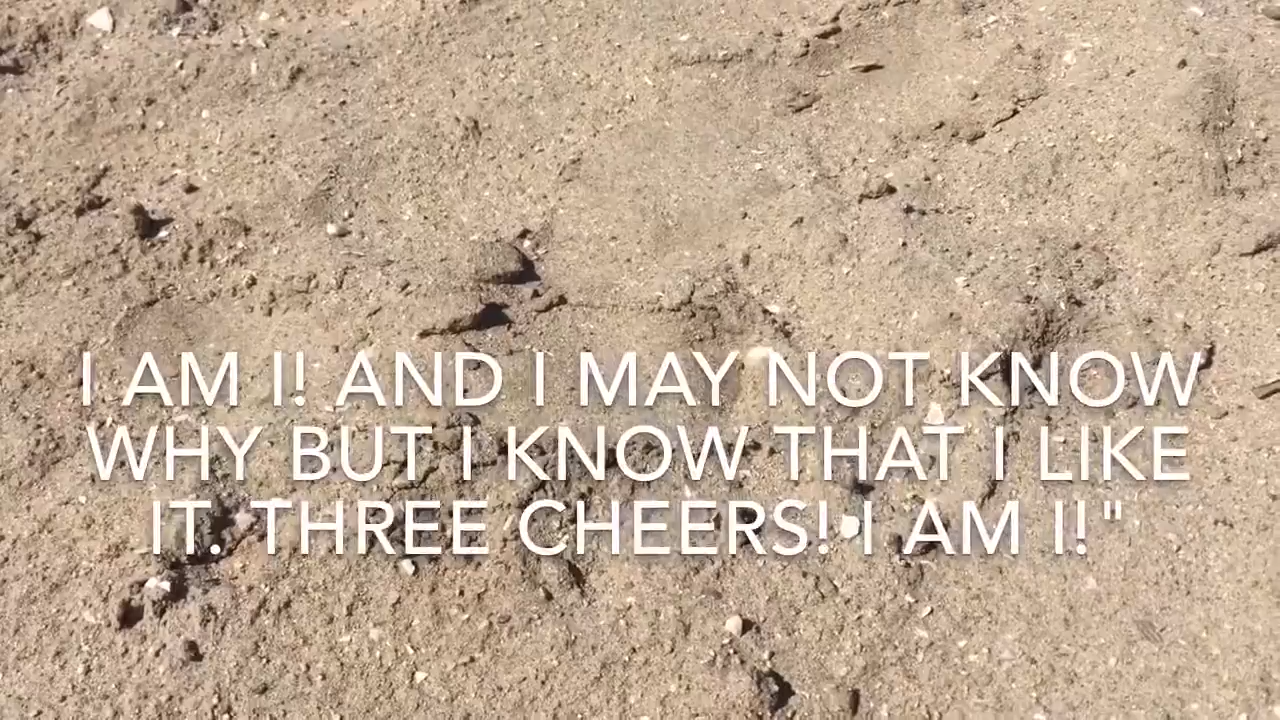 I AM I! AND I MAY NOT KNOW
WHY BUT I KNOW THAT I LIKE
IT. THREE CHEERS! I AM I!"